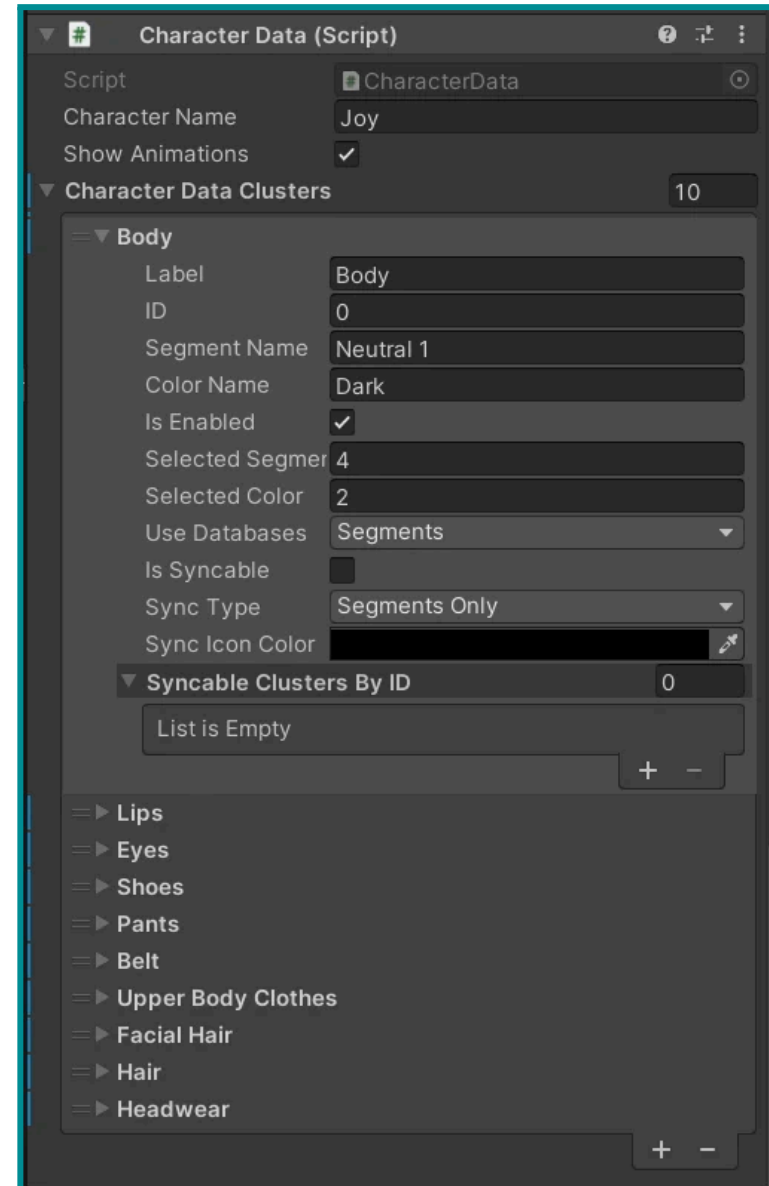 Character Data (Script)
Script CharacterData
Character Name Joy
Show Animations
Character Data Clusters 10
Body
Label Body
ID 0
Segment Name Neutral 1
Color Name Dark
Is Enabled
Selected Segmer 4
Selected Color 2
Use Databases Segments
Is Syncable
Sync Type Segments Only
Sync Icon Color
Syncable Clusters By ID 0
List is Empty
Lips
Eyes
Shoes
Pants
Belt
Upper Body Clothes
Facial Hair
Hair
Headwear